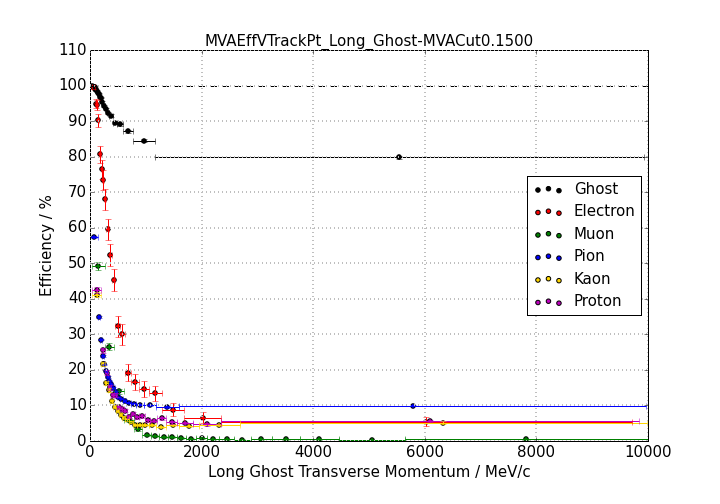 MVAEffVTrackPt_Long_Ghost-MVACut0.1500
110
100
90
80
70
60
50
40
30
20
10
0
Efficiency / %
Ghost
Electron
Muon
Pion
Kaon
Proton
0 2000 4000 6000 8000 10000
Long Ghost Transverse Momentum / MeV/c